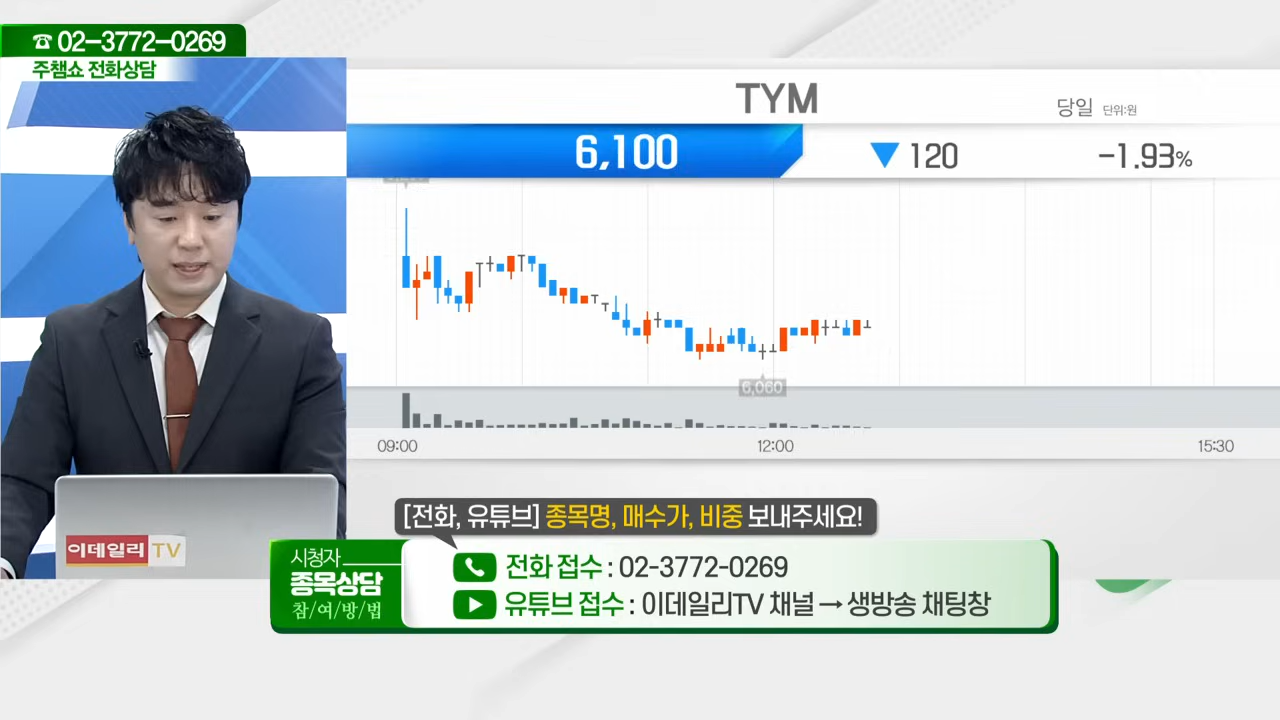 ☎ 02-3772-0269
주챔쇼 전화상담
TYM
당일 단위:원
6,100
▼ 120
-1.93%
6,060
09:00
12:00
15:30
[전화, 유튜브] 종목명, 매수가, 비중 보내주세요!
시청자
종목상담
참/여/방/법
전화 접수 : 02-3772-0269
유튜브 접수 : 이데일리TV 채널 → 생방송 채팅창
이데일리 TV